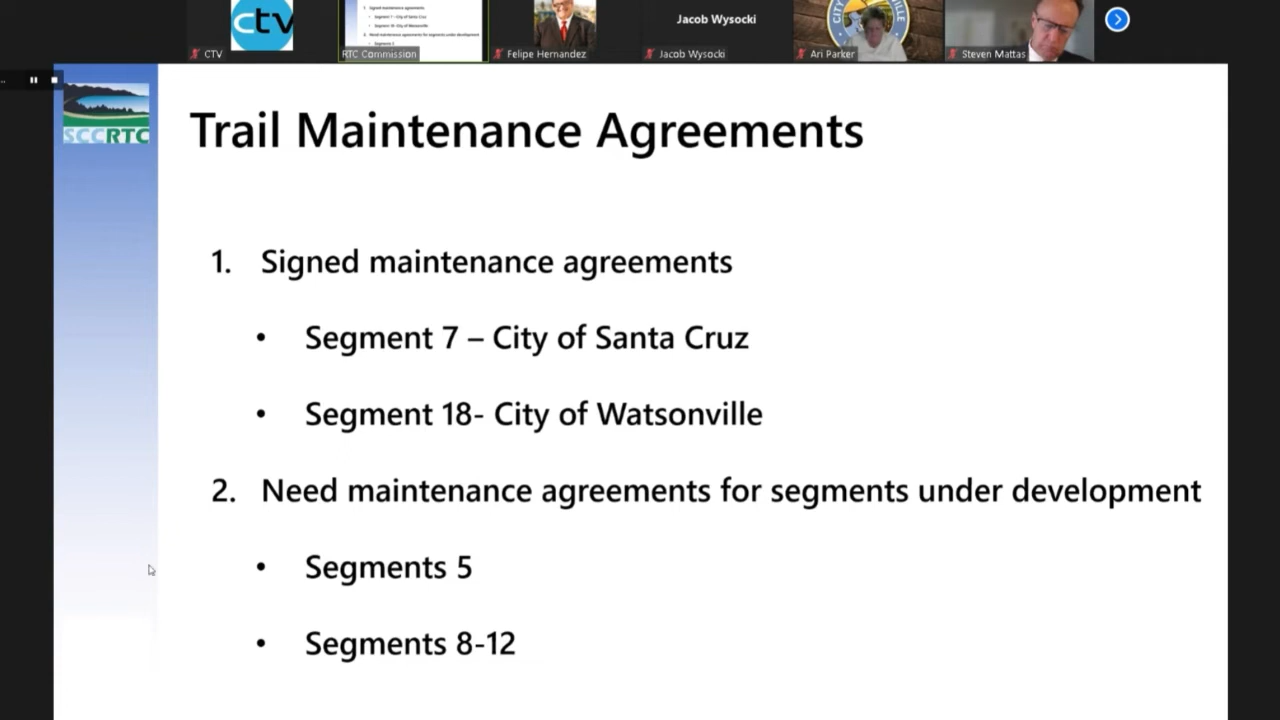 ctv
Jacob Wysocki
CTV
RTC Commission
Felipe Hernandez
Jacob Wysocki
Ari Parker
Steven Mattas
SCCRTC
Trail Maintenance Agreements
1. Signed maintenance agreements
• Segment 7 – City of Santa Cruz
• Segment 18- City of Watsonville
2. Need maintenance agreements for segments under development
• Segments 5
• Segments 8-12